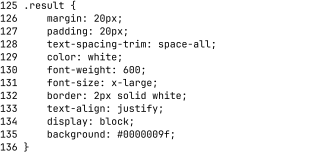 125 .result {
126     margin: 20px;
127     padding: 20px;
128     text-spacing-trim: space-all;
129     color: white;
130     font-weight: 600;
131     font-size: x-large;
132     border: 2px solid white;
133     text-align: justify;
134     display: block;
135     background: #0000009f;
136 }